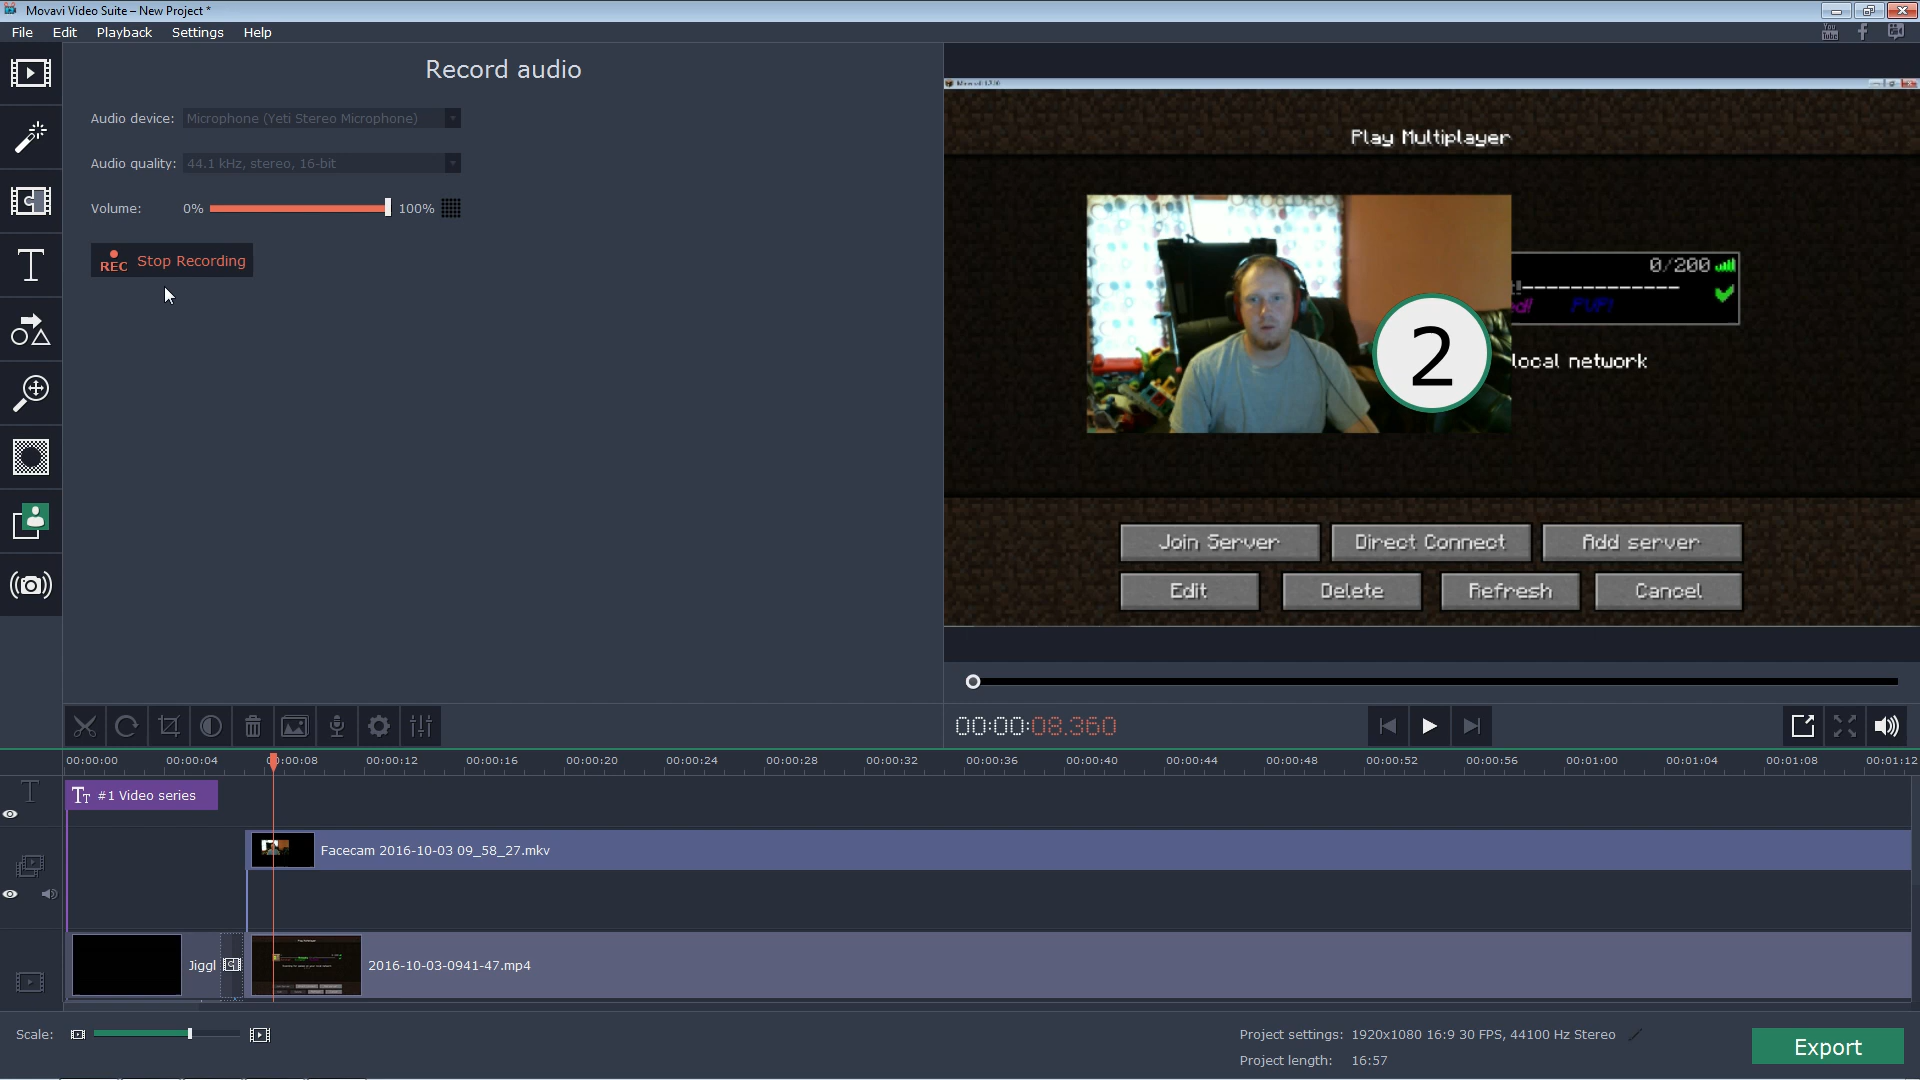 Movavi Video Suite – New Project *
File Edit Playback Settings Help
You Tube
Record audio
Audio device: Microphone (Yeti Stereo Microphone)
Audio quality: 44.1 kHz, stereo, 16-bit
Volume: 0% 100%
REC Stop Recording
Play Multiplayer
0/200
PVP!
2
local network
Join Server Direct Connect Add server
Edit Delete Refresh Cancel
00:00:08.360
00:00:00 00:00:04 00:00:08 00:00:12 00:00:16 00:00:20 00:00:24 00:00:28 00:00:32 00:00:36 00:00:40 00:00:44 00:00:48 00:00:52 00:00:56 00:01:00 00:01:04 00:01:08 00:01:12
#1 Video series
Facecam 2016-10-03 09_58_27.mkv
Jiggl
2016-10-03-0941-47.mp4
Scale:
Project settings: 1920x1080 16:9 30 FPS, 44100 Hz Stereo
Project length: 16:57
Export